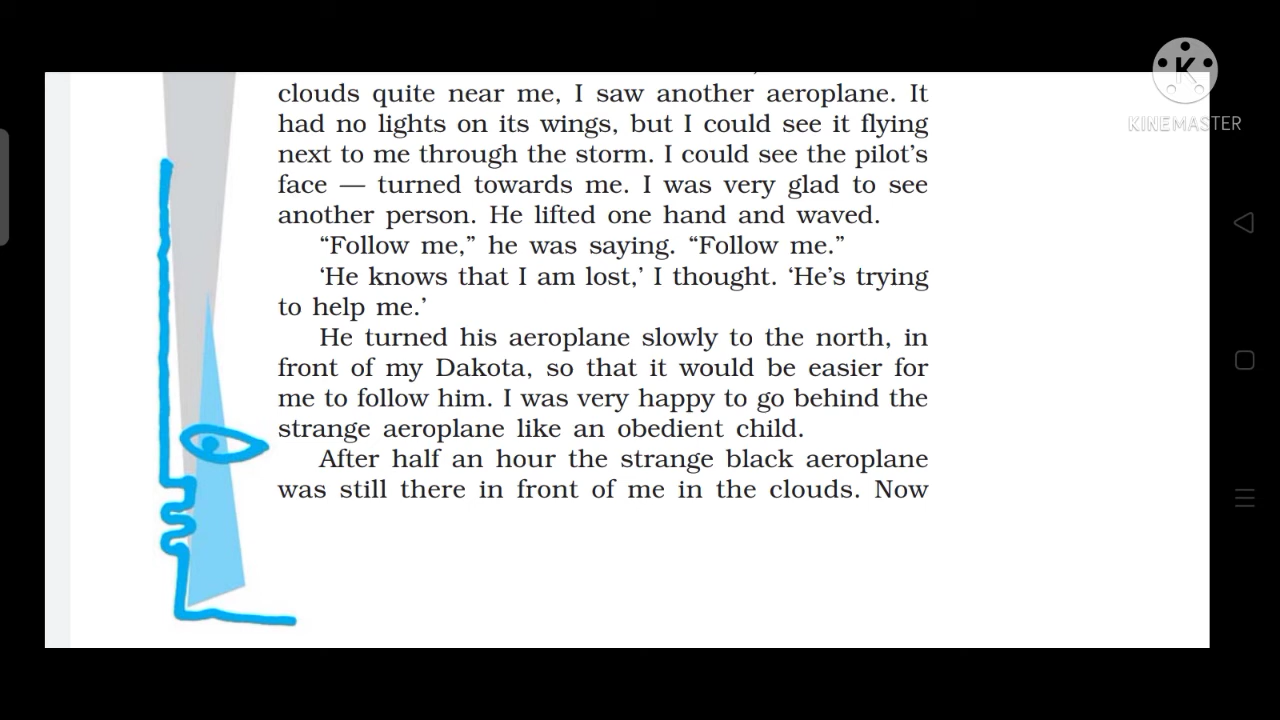 clouds quite near me, I saw another aeroplane. It
had no lights on its wings, but I could see it flying
next to me through the storm. I could see the pilot’s
face — turned towards me. I was very glad to see
another person. He lifted one hand and waved.
“Follow me,” he was saying. “Follow me.”
‘He knows that I am lost,’ I thought. ‘He’s trying
to help me.’
He turned his aeroplane slowly to the north, in
front of my Dakota, so that it would be easier for
me to follow him. I was very happy to go behind the
strange aeroplane like an obedient child.
After half an hour the strange black aeroplane
was still there in front of me in the clouds. Now
K
KINEMASTER